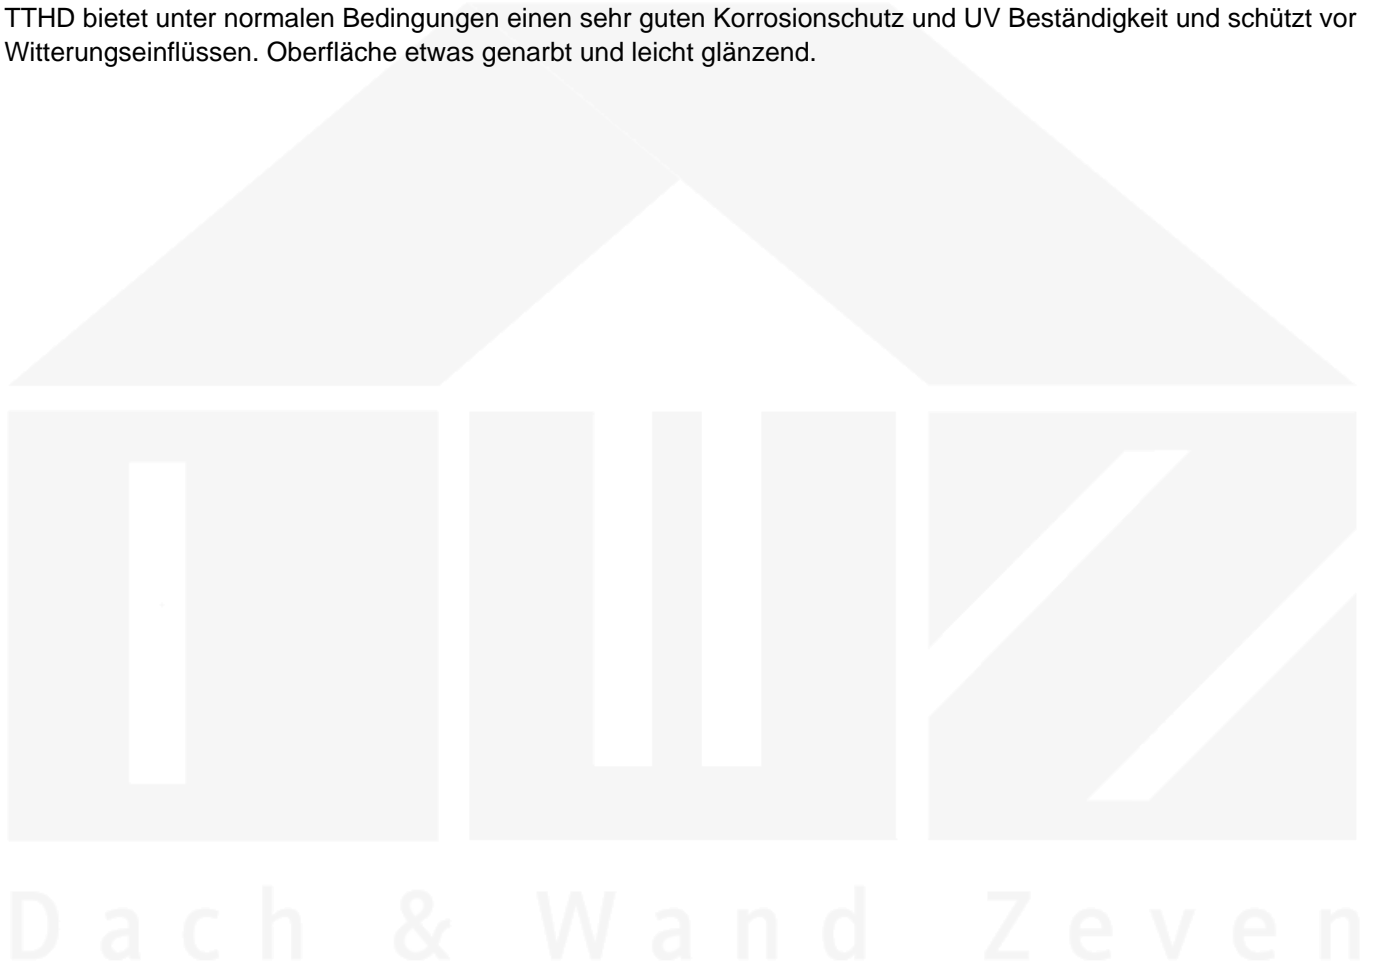 TTHD bietet unter normalen Bedingungen einen sehr guten Korrosionschutz und UV Beständigkeit und schützt vor
Witterungseinflüssen. Oberfläche etwas genarbt und leicht glänzend.
Dach & Wand Zeven